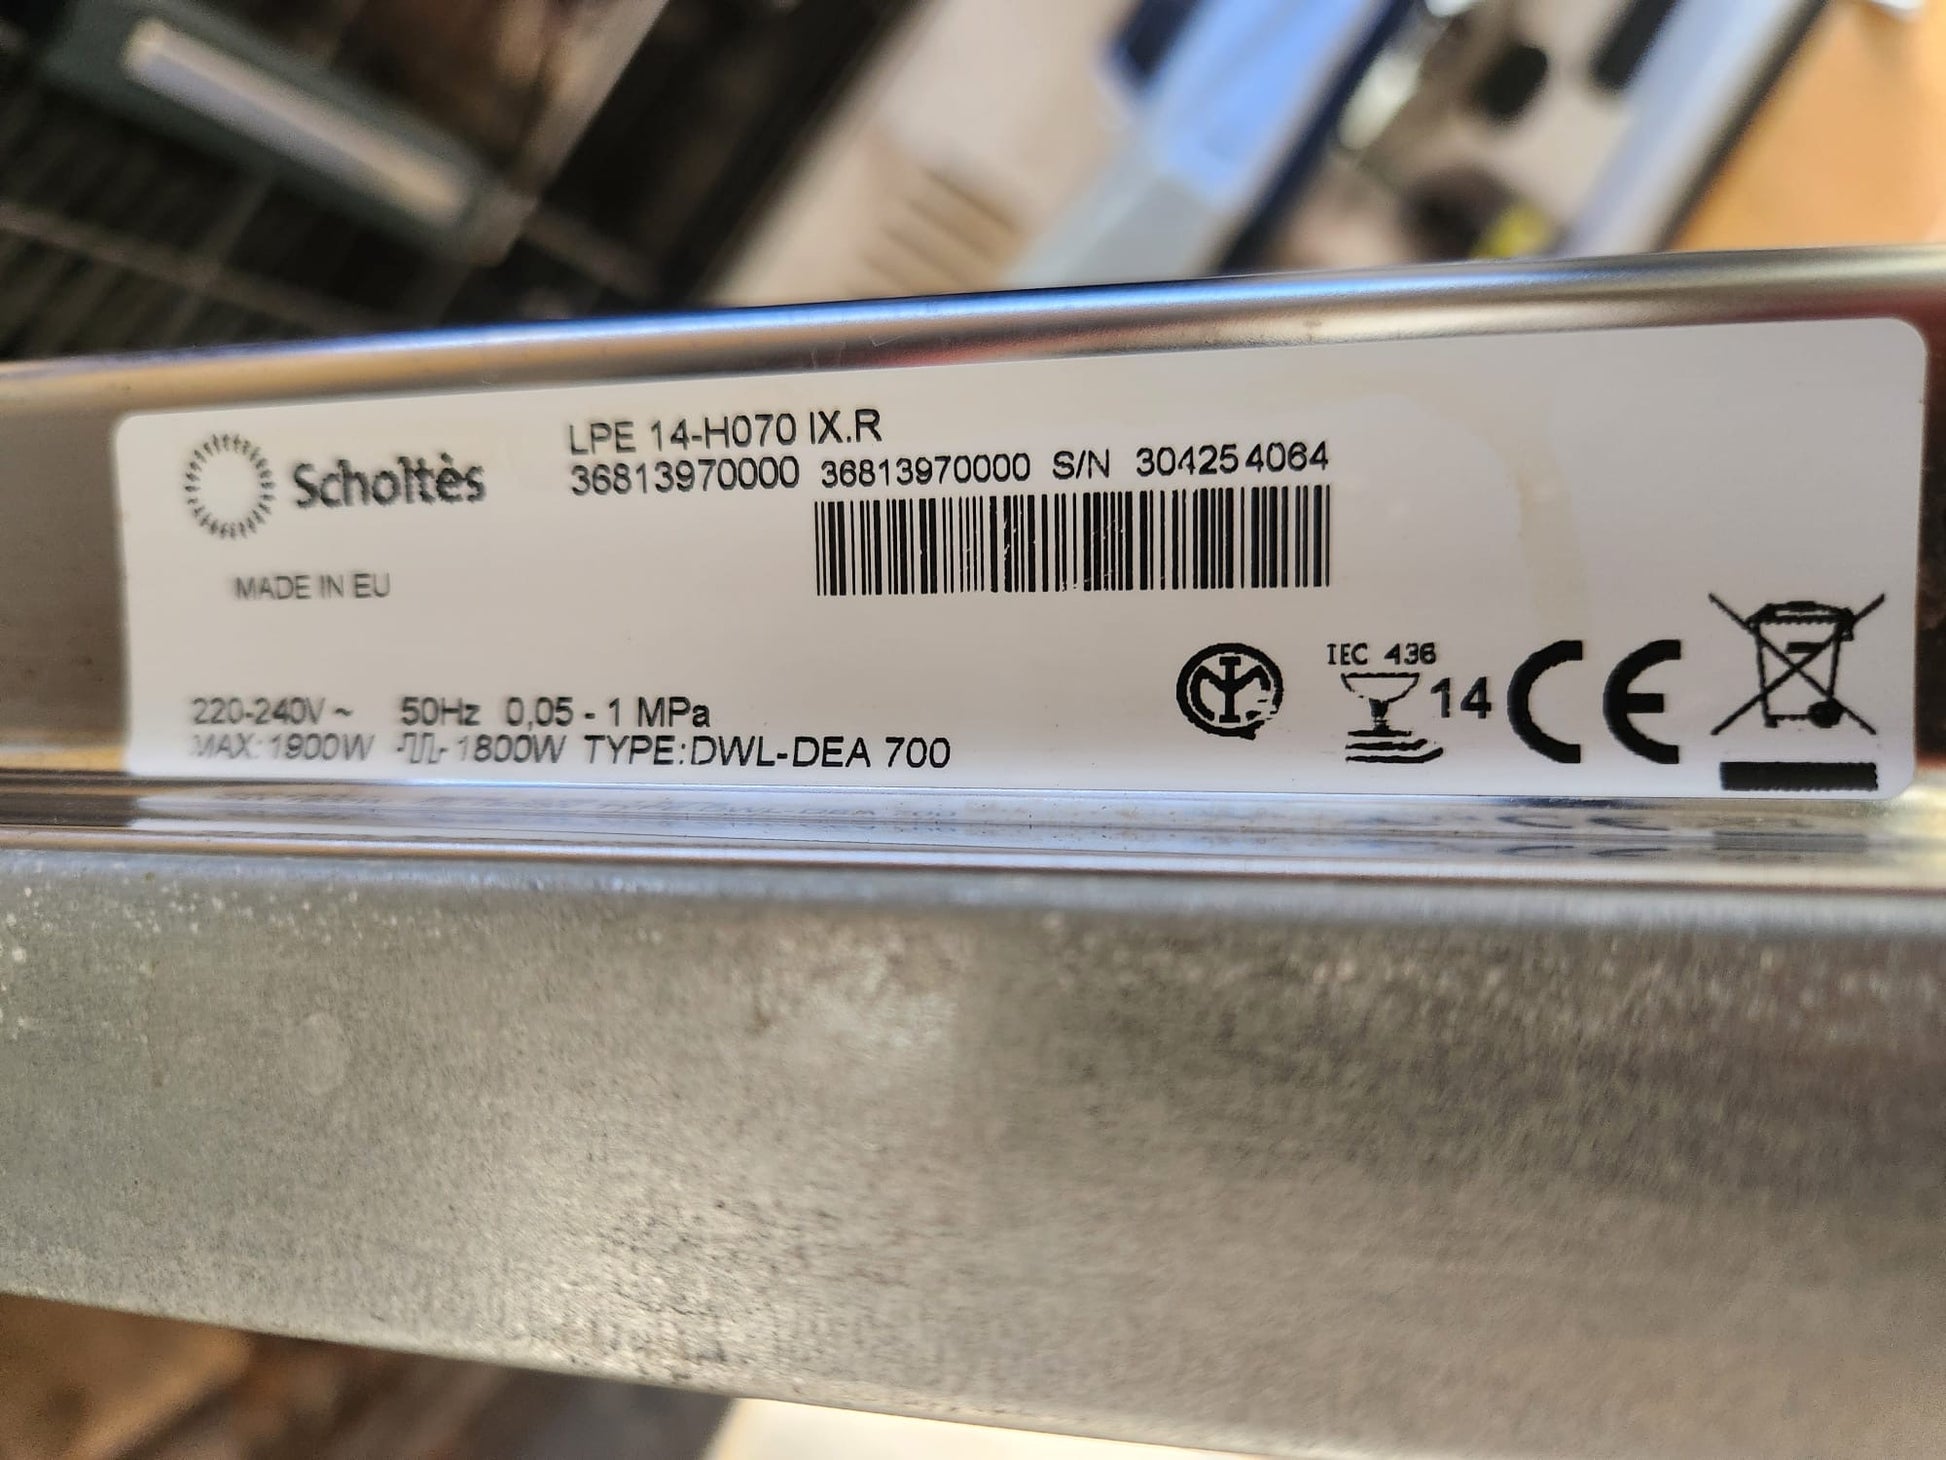 Scholtès
LPE 14-H070 IX.R
36813970000 36813970000 S/N 304254064
MADE IN EU
IEC 436
14
CE
220-240V ~ 50Hz 0,05 - 1 MPa
MAX: 1900W 1800W TYPE:DWL-DEA 700